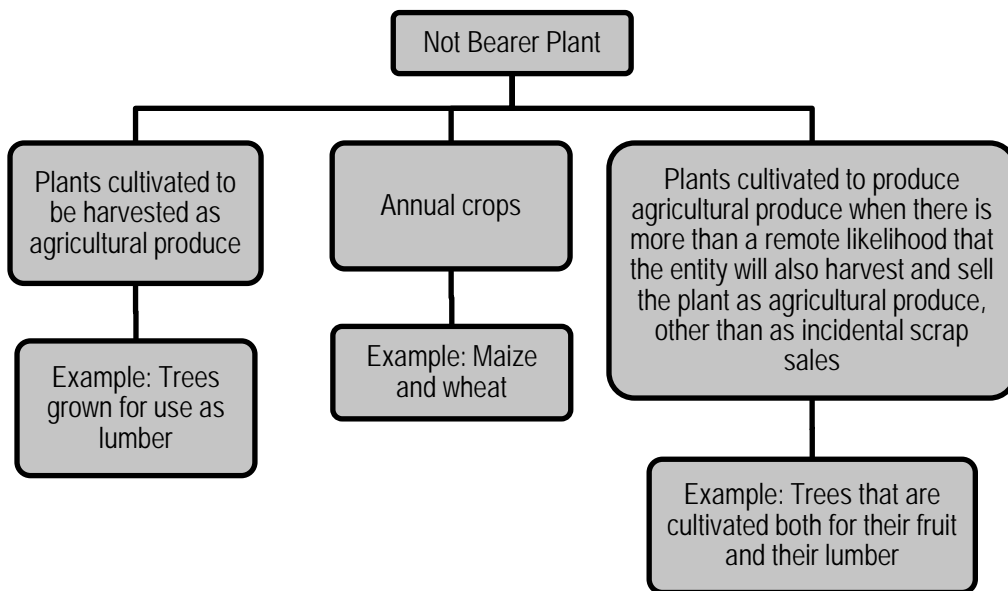 Not Bearer Plant
Plants cultivated to
be harvested as
agricultural produce
Example: Trees
grown for use as
lumber
Annual crops
Example: Maize
and wheat
Plants cultivated to produce
agricultural produce when there is
more than a remote likelihood that
the entity will also harvest and sell
the plant as agricultural produce,
other than as incidental scrap
sales
Example: Trees that are
cultivated both for their fruit
and their lumber